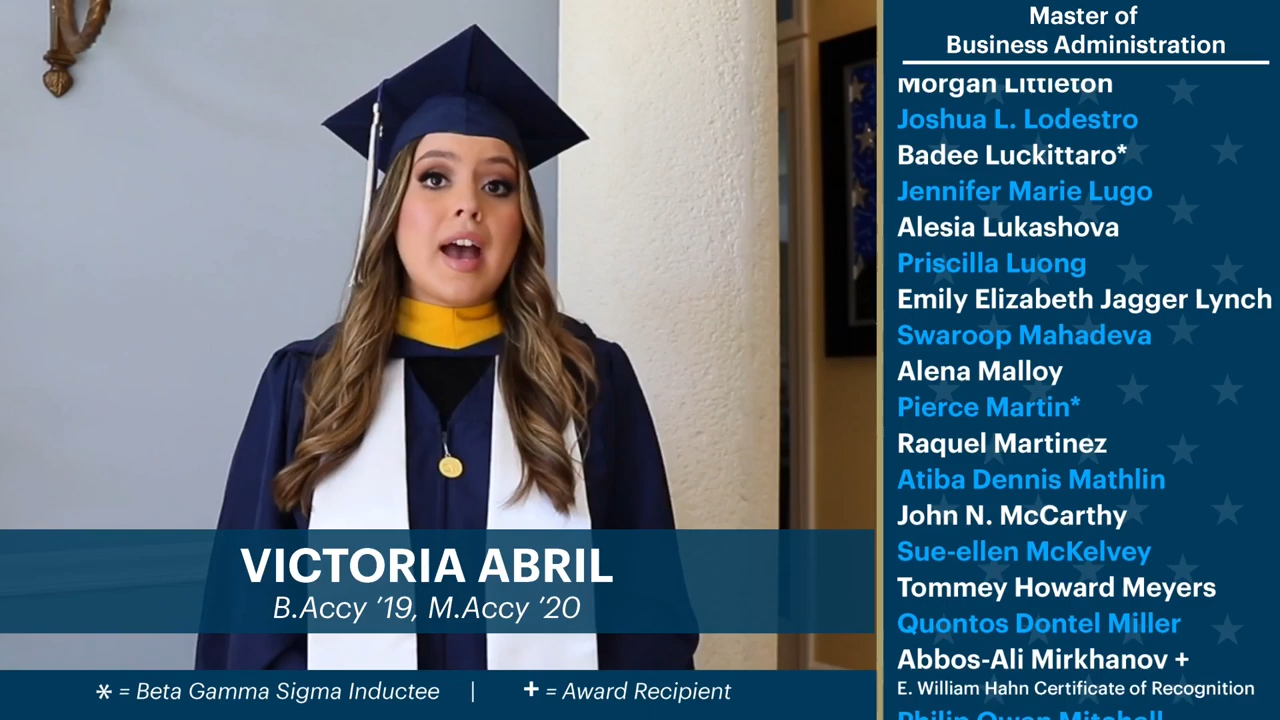 VICTORIA ABRIL
B.Accy ’19, M.Accy ’20
* = Beta Gamma Sigma Inductee | + = Award Recipient
Master of
Business Administration
Morgan Littleton
Joshua L. Lodestro
Badee Luckittaro*
Jennifer Marie Lugo
Alesia Lukashova
Priscilla Luong
Emily Elizabeth Jagger Lynch
Swaroop Mahadeva
Alena Malloy
Pierce Martin*
Raquel Martinez
Atiba Dennis Mathlin
John N. McCarthy
Sue-ellen McKelvey
Tommey Howard Meyers
Quontos Dontel Miller
Abbos-Ali Mirkhanov +
E. William Hahn Certificate of Recognition
Philip Owen Mitchell